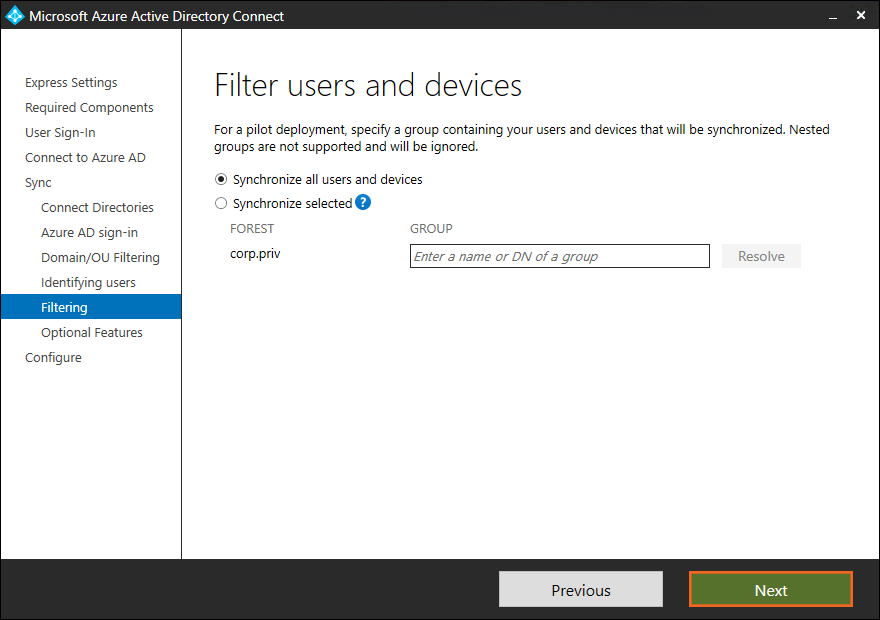 Microsoft Azure Active Directory Connect
Express Settings
Required Components
User Sign-In
Connect to Azure AD
Sync
Connect Directories
Azure AD sign-in
Domain/OU Filtering
Identifying users
Filtering
Optional Features
Configure
Filter users and devices
For a pilot deployment, specify a group containing your users and devices that will be synchronized. Nested
groups are not supported and will be ignored.
Synchronize all users and devices
Synchronize selected ?
FOREST GROUP
corp.priv Enter a name or DN of a group Resolve
Previous Next